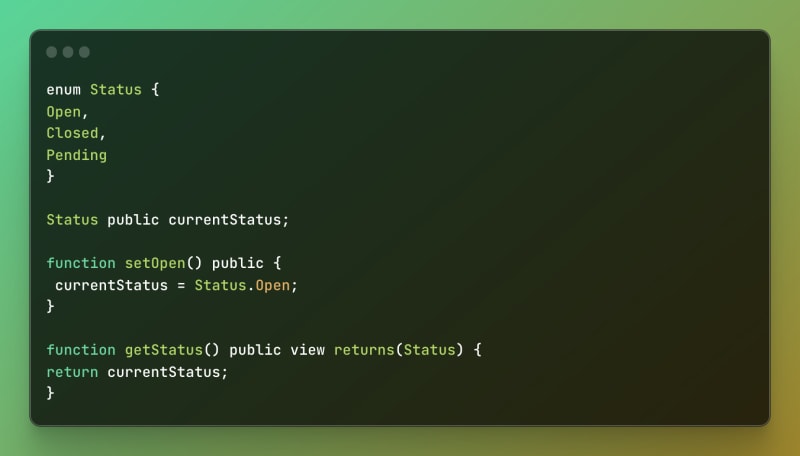 enum Status {
Open,
Closed,
Pending
}
Status public currentStatus;
function setOpen() public {
currentStatus = Status.Open;
}
function getStatus() public view returns(Status) {
return currentStatus;
}